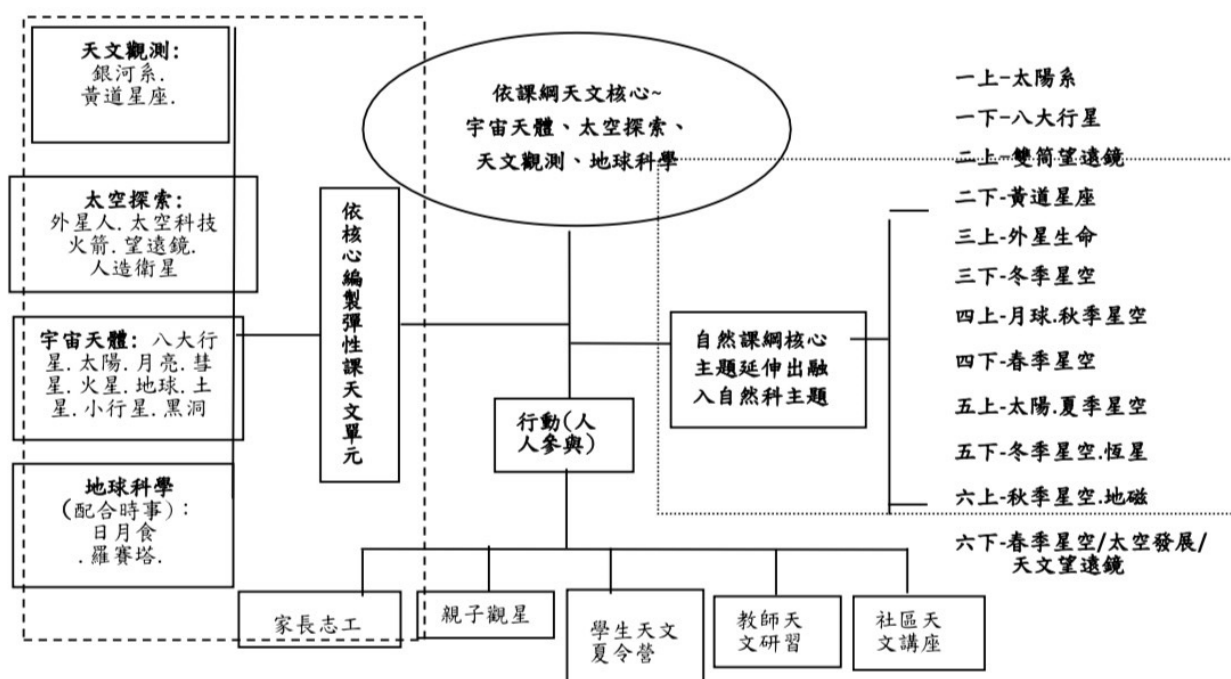 天文觀測:
銀河系.
黃道星座.
太空探索:
外星人. 太空科技
火箭. 望遠鏡.
人造衛星
宇宙天體: 八大行
星. 太陽. 月亮. 彗
星. 火星. 地球. 土
星. 小行星. 黑洞
地球科學
(配合時事):
日月食
. 羅賽塔.
依核心編製彈性課天文單元
依課綱天文核心~
宇宙天體、太空探索、
天文觀測、地球科學
行動(人
人參與)
自然課綱核心
主題延伸出融
入自然科主題
一上-太陽系
一下-八大行星
二上-雙筒望遠鏡
二下-黃道星座
三上-外星生命
三下-冬季星空
四上-月球.秋季星空
四下-春季星空
五上-太陽.夏季星空
五下-冬季星空.恆星
六上-秋季星空.地磁
六下-春季星空/太空發展/
天文望遠鏡
家長志工
親子觀星
學生天文
夏令營
教師天
文研習
社區天
文講座